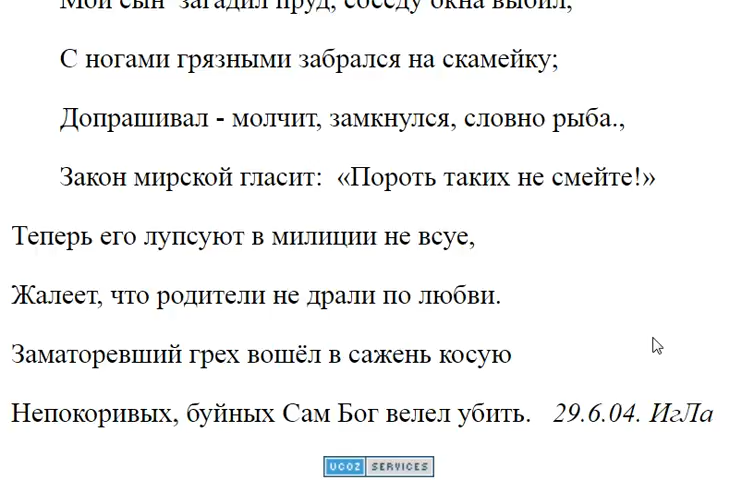 Мой сын загадил пруд, соседу окна выбил,
С ногами грязными забрался на скамейку;
Допрашивал - молчит, замкнулся, словно рыба.,
Закон мирской гласит: «Пороть таких не смейте!»
Теперь его лупсуют в милиции не всуе,
Жалеет, что родители не драли по любви.
Заматоревший грех вошёл в сажень косую
Непокоривых, буйных Сам Бог велел убить. 29.6.04. ИгЛа
UCOZ SERVICES